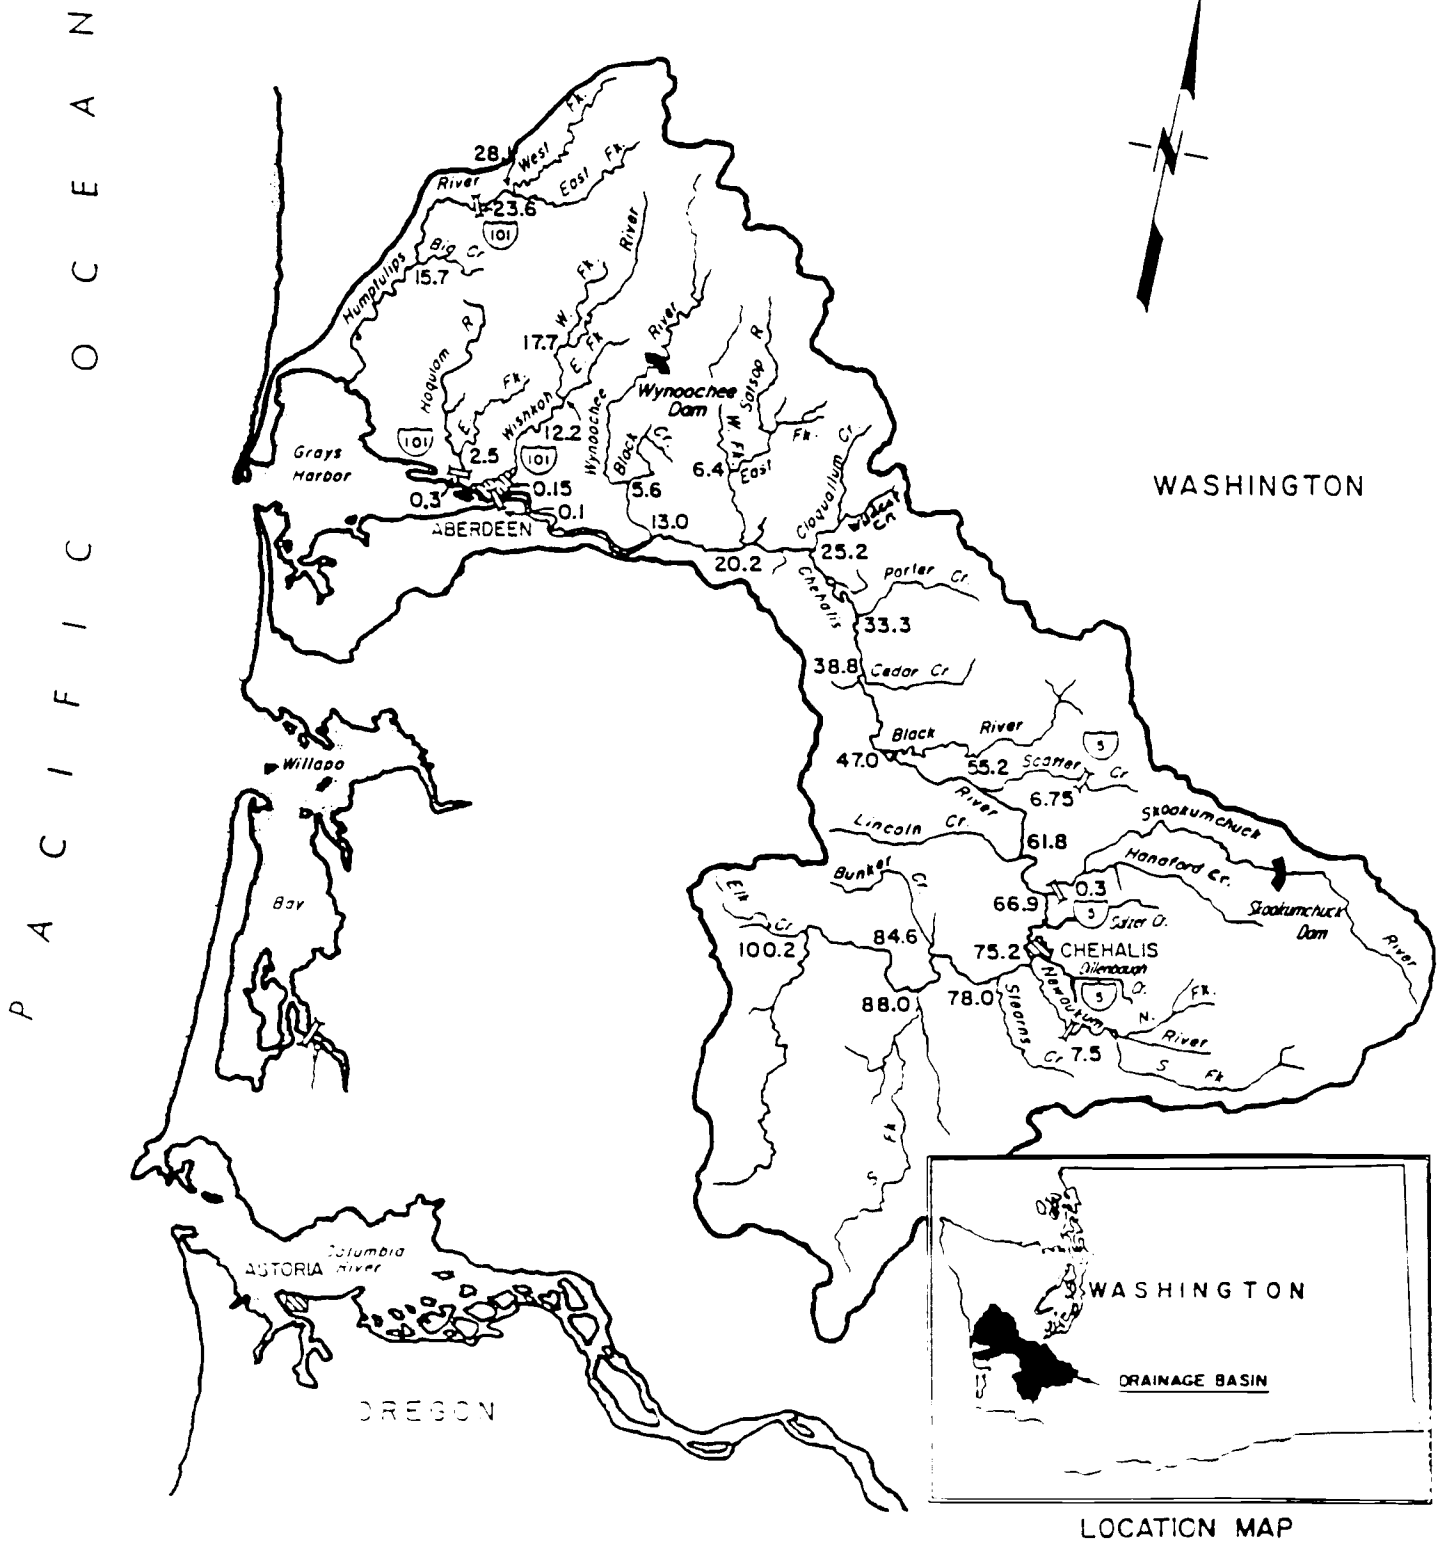 PACIFIC OCEAN
West Fk.
28.1
River
East Fk.
23.6
101
Big Cr
15.7
Humptulips
River
W. Fk.
17.7
E. Fk
Hoquiam R
E. Fk.
Wishkah
12.2
Wynoochee
River
Wynoochee
Dam
Black Cr.
5.6
Satsop R
W. Fk
6.4
East
Fk.
Cloquallum Cr.
Wildcat
Cr
101
2.5
101
Grays
Harbor
0.3
0.15
0.1
ABERDEEN
13.0
20.2
25.2
WASHINGTON
Chehalis
Porter Cr.
33.3
38.8
Cedar Cr
Black River
47.0
55.2
Scatter Cr
5
6.75
River
Lincoln Cr.
61.8
Skookumchuck
Hanaford Cr.
Bunker Cr.
0.3
66.9
5
Salzer Cr.
Skookumchuck
Dam
River
Elk Cr.
100.2
84.6
75.2
CHEHALIS
Dillenbaugh
Cr.
88.0
78.0
Stearns
Cr
Newaukum
5
N. Fk.
River
7.5
S Fk
S Fk
Willapa
Bay
Columbia
River
ASTORIA
OREGON
WASHINGTON
DRAINAGE BASIN
LOCATION MAP